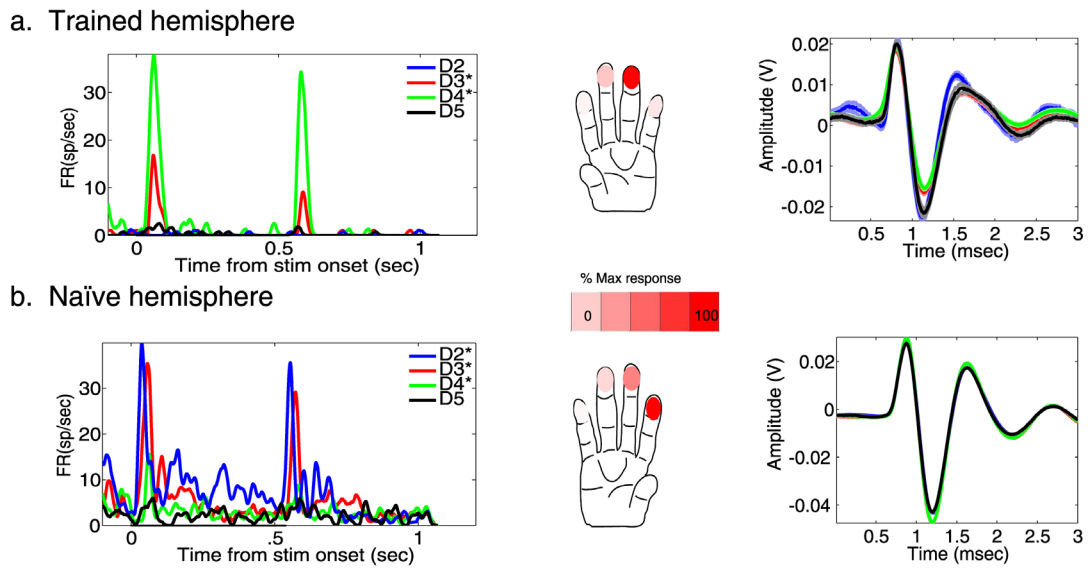 a. Trained hemisphere
FR(sp/sec)
30
20
10
0
D2
D3*
D4*
D5
0 0.5 1
Time from stim onset (sec)
Amplitutde (V)
0.02
0.01
0
-0.01
-0.02
0.5 1 1.5 2 2.5 3
Time (msec)
% Max response
0 100
b. Naïve hemisphere
FR(sp/sec)
30
20
10
0
D2*
D3*
D4*
D5
0 .5 1
Time from stim onset (sec)
Amplitude (V)
0.02
0
-0.02
-0.04
0.5 1 1.5 2 2.5 3
Time (msec)